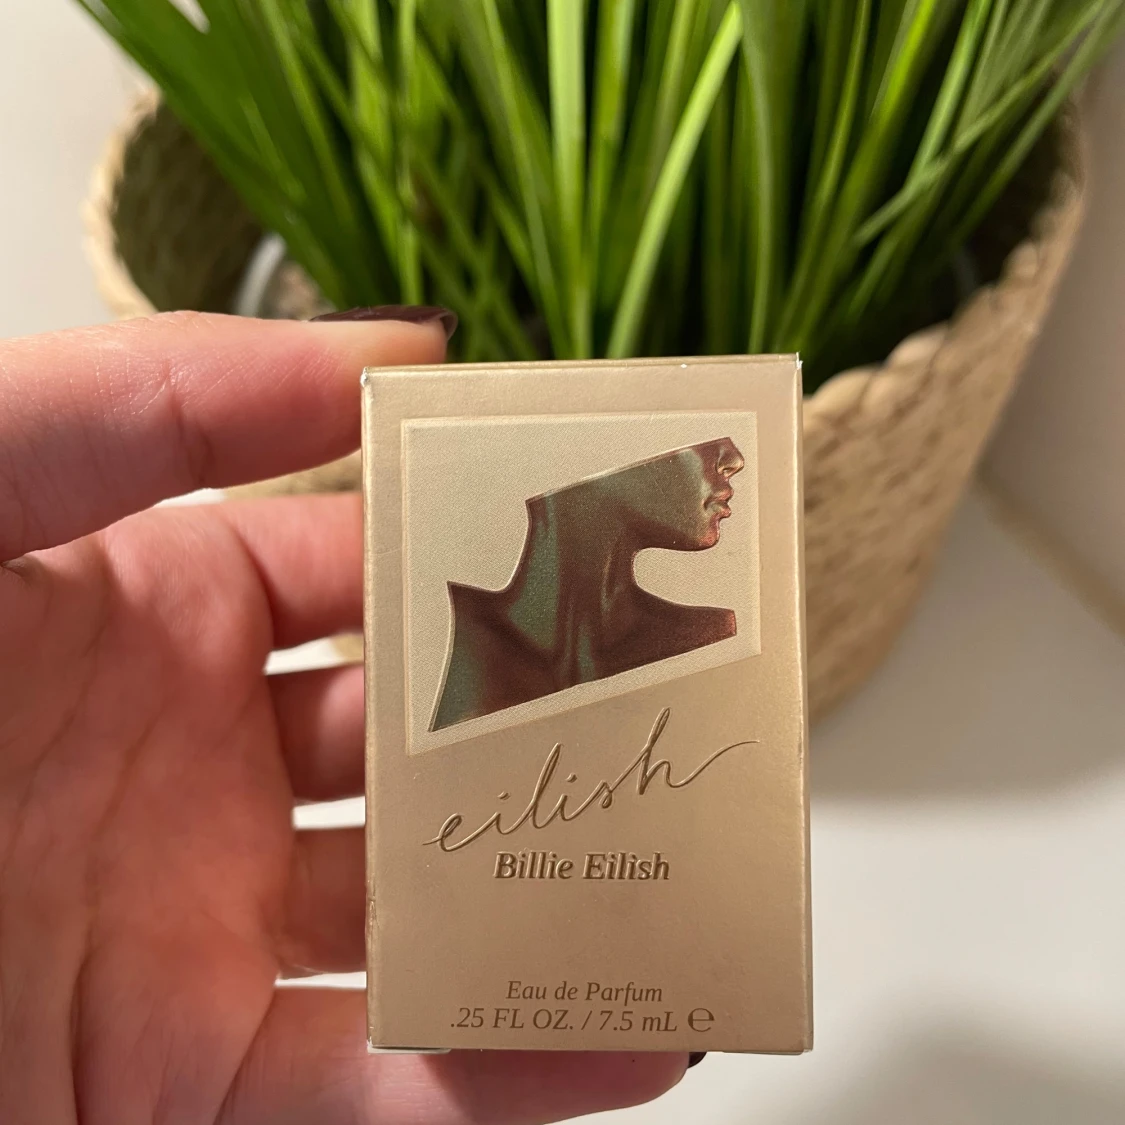 eilish
Billie Eilish
Eau de Parfum
.25 FL OZ. / 7.5 mL ℮